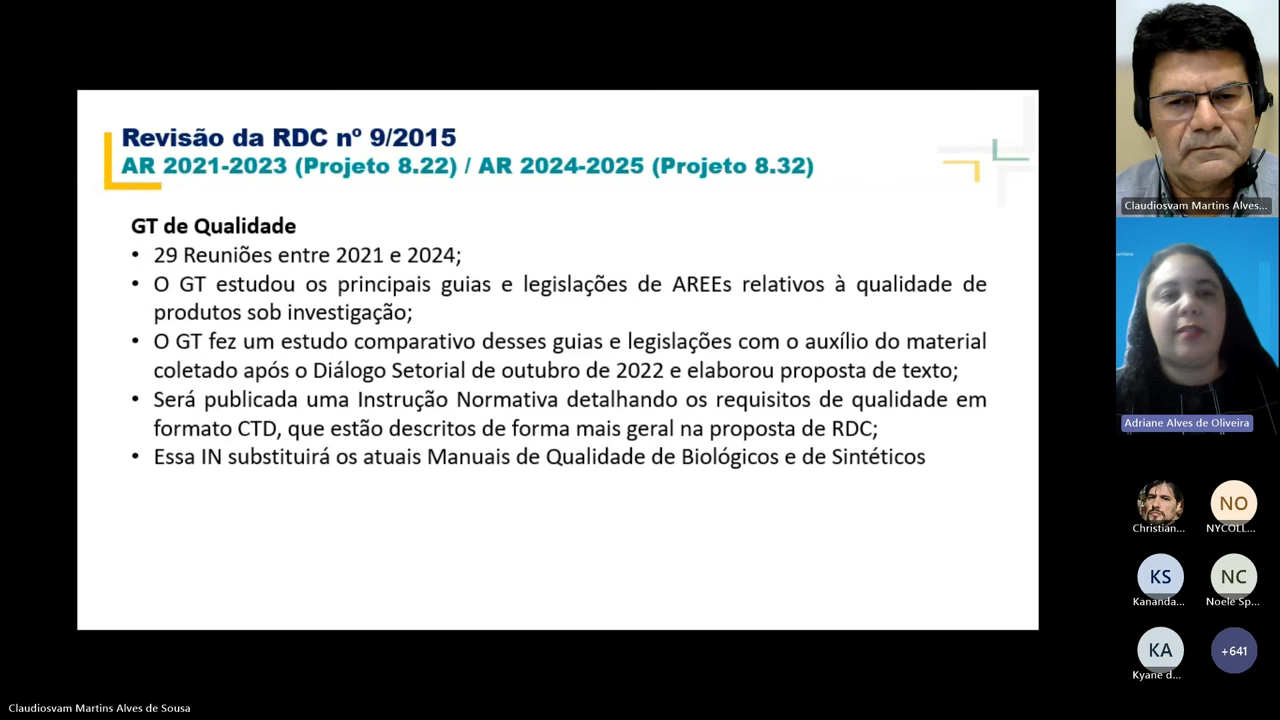 Revisão da RDC nº 9/2015
AR 2021-2023 (Projeto 8.22) / AR 2024-2025 (Projeto 8.32)
GT de Qualidade
• 29 Reuniões entre 2021 e 2024;
• O GT estudou os principais guias e legislações de AREEs relativos à qualidade de
produtos sob investigação;
• O GT fez um estudo comparativo desses guias e legislações com o auxílio do material
coletado após o Diálogo Setorial de outubro de 2022 e elaborou proposta de texto;
• Será publicada uma Instrução Normativa detalhando os requisitos de qualidade em
formato CTD, que estão descritos de forma mais geral na proposta de RDC;
• Essa IN substituirá os atuais Manuais de Qualidade de Biológicos e de Sintéticos
Claudiosvam Martins Alves...
Adriane Alves de Oliveira
Christian...
NO
NYCOLL...
KS
Kananda...
NC
Noele Sp...
KA
Kyane d...
+641
Claudiosvam Martins Alves de Sousa